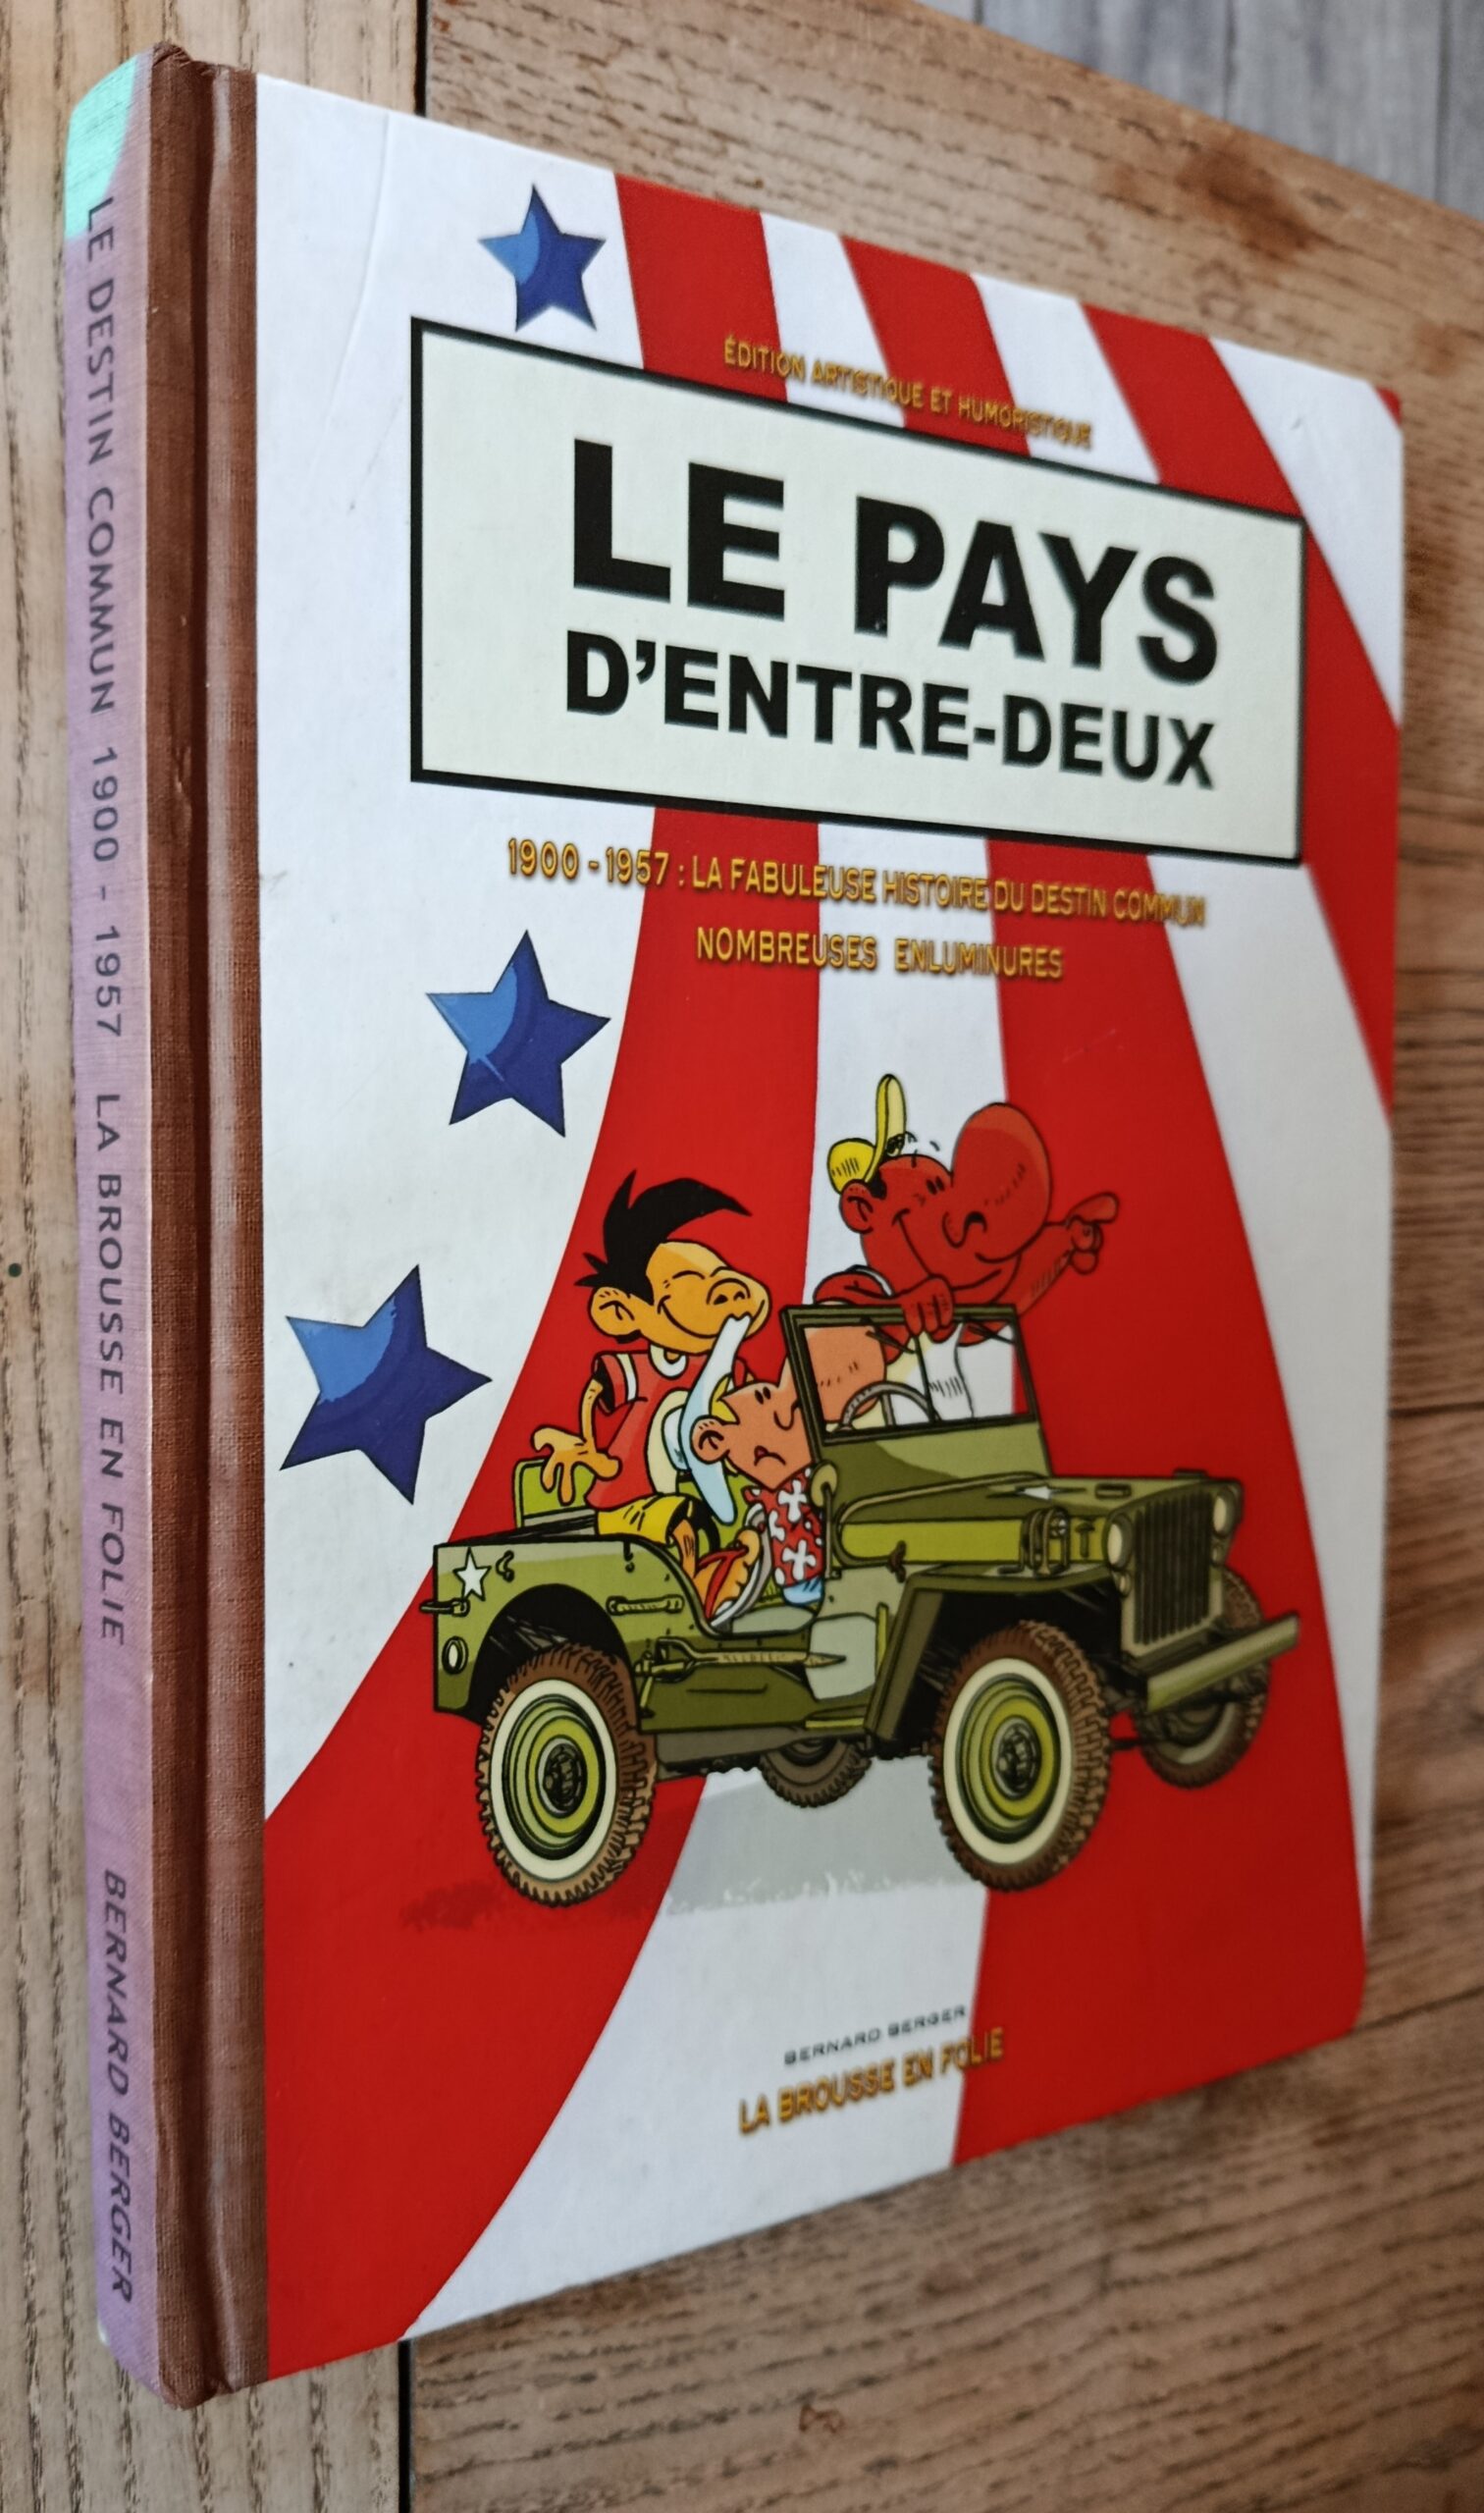 LE DESTIN COMMUN 1900 - 1957 LA BROUSSE EN FOLIE BERNARD BERGER
ÉDITION ARTISTIQUE ET HUMORISTIQUE
LE PAYS
D'ENTRE-DEUX
1900 - 1957 : LA FABULEUSE HISTOIRE DU DESTIN COMMUN
NOMBREUSES ENLUMINURES
BERNARD BERGER
LA BROUSSE EN FOLIE